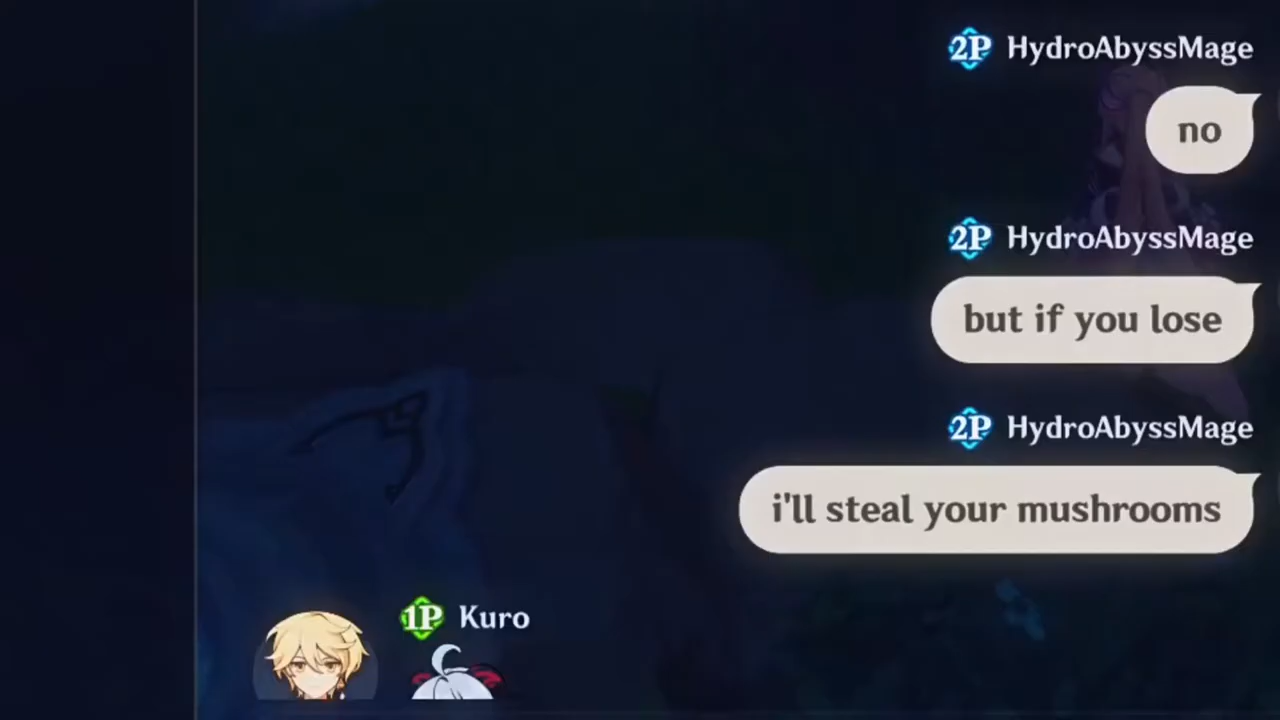 2P HydroAbyssMage
no
2P HydroAbyssMage
but if you lose
2P HydroAbyssMage
i'll steal your mushrooms
1P Kuro